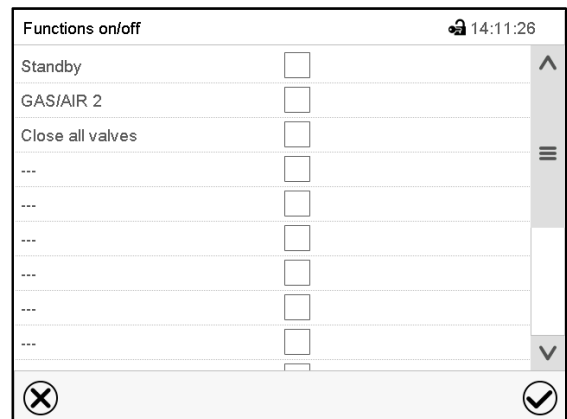 Functions on/off 14:11:26
Standby
GAS/AIR 2
Close all valves
---
---
---
---
---
---